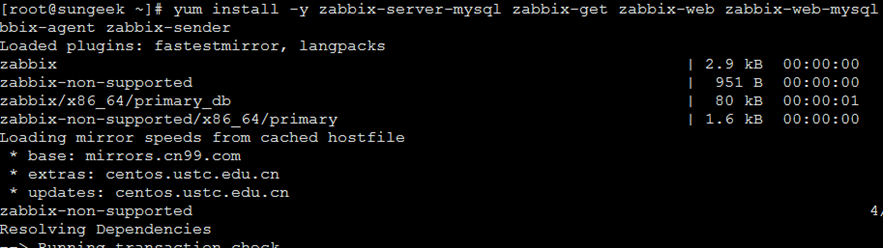 [root@sungeek ~]# yum install -y zabbix-server-mysql zabbix-get zabbix-web zabbix-web-mysql
bbix-agent zabbix-sender
Loaded plugins: fastestmirror, langpacks
zabbix | 2.9 kB 00:00:00
zabbix-non-supported | 951 B 00:00:00
zabbix/x86_64/primary_db | 80 kB 00:00:01
zabbix-non-supported/x86_64/primary | 1.6 kB 00:00:00
Loading mirror speeds from cached hostfile
* base: mirrors.cn99.com
* extras: centos.ustc.edu.cn
* updates: centos.ustc.edu.cn
zabbix-non-supported 4/
Resolving Dependencies
--> Running transaction check